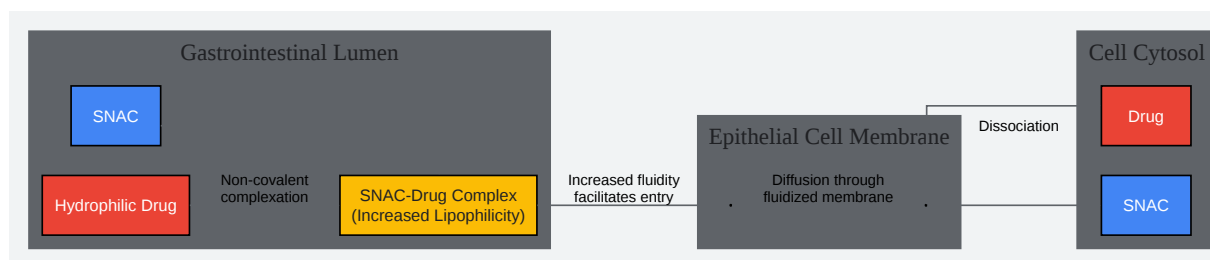 Gastrointestinal Lumen
SNAC
Hydrophilic Drug
Non-covalent
complexation
SNAC-Drug Complex
(Increased Lipophilicity)
Increased fluidity
facilitates entry
Epithelial Cell Membrane
Diffusion through
fluidized membrane
Dissociation
Cell Cytosol
Drug
SNAC